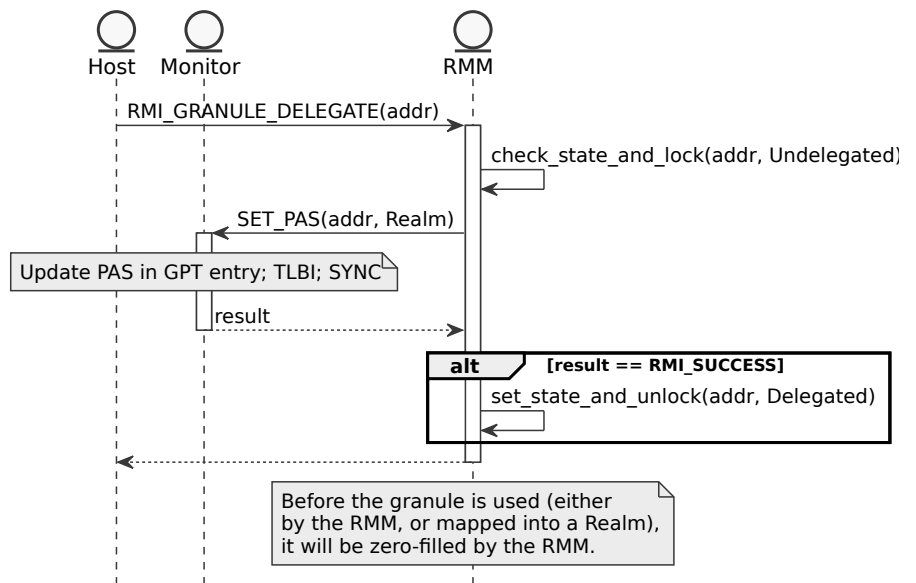 Host
Monitor
RMM
RMI_GRANULE_DELEGATE(addr)
check_state_and_lock(addr, Undelegated)
SET_PAS(addr, Realm)
Update PAS in GPT entry; TLBI; SYNC
result
alt
[result == RMI_SUCCESS]
set_state_and_unlock(addr, Delegated)
Before the granule is used (either
by the RMM, or mapped into a Realm),
it will be zero-filled by the RMM.